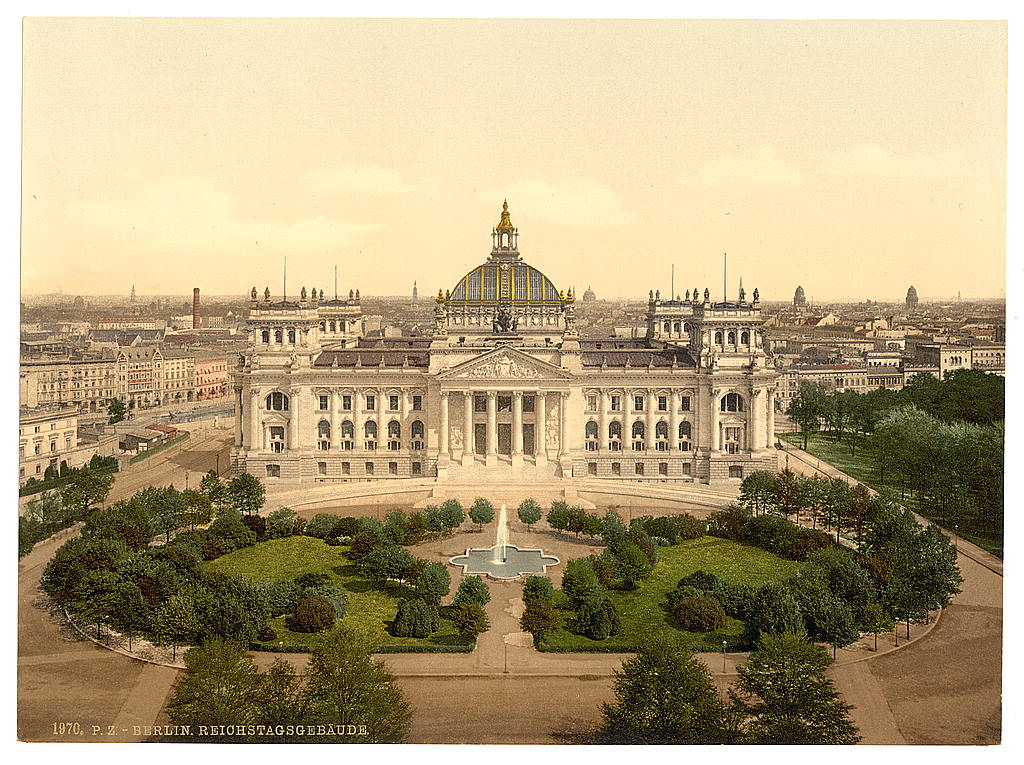 1970. P. Z. - BERLIN. REICHSTAGSGEBÄUDE.